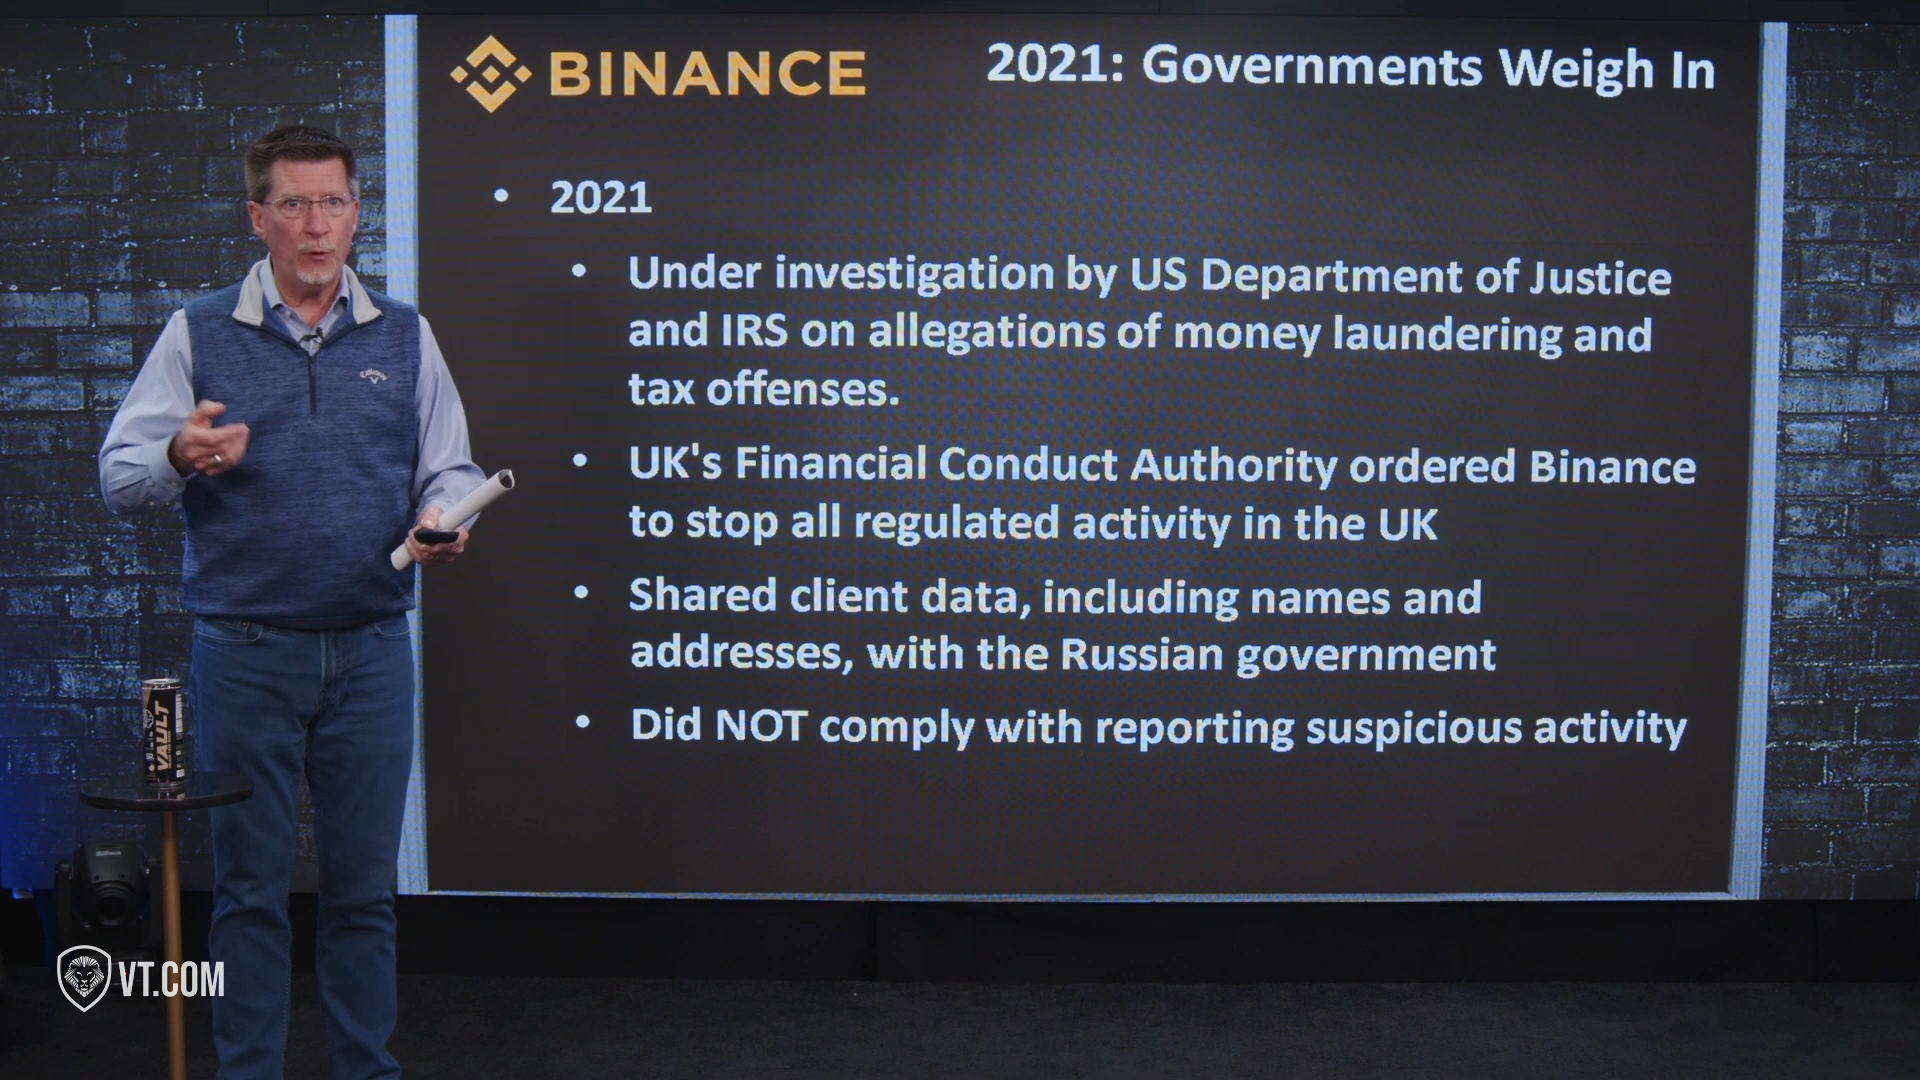 BINANCE
2021: Governments Weigh In
• 2021
• Under investigation by US Department of Justice
and IRS on allegations of money laundering and
tax offenses.
• UK's Financial Conduct Authority ordered Binance
to stop all regulated activity in the UK
• Shared client data, including names and
addresses, with the Russian government
• Did NOT comply with reporting suspicious activity
Callaway
VAULT
VT.COM